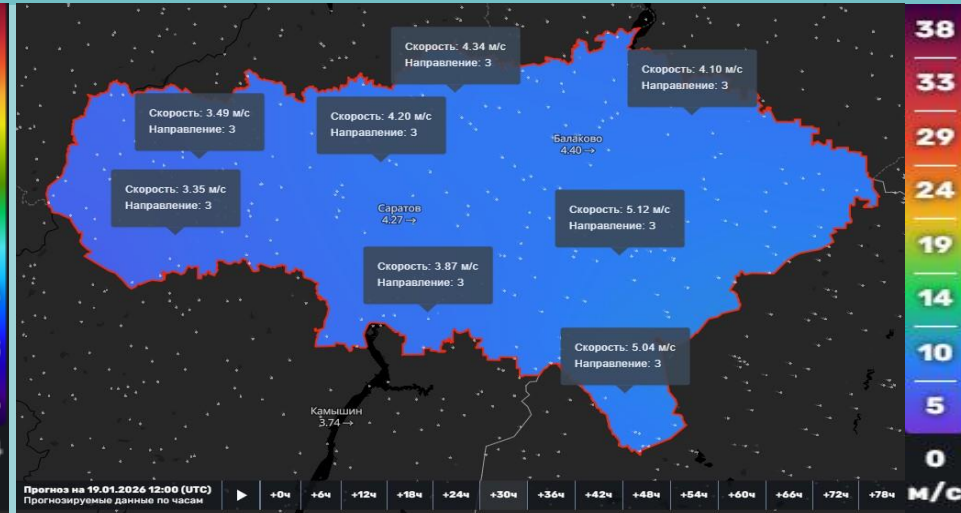 Скорость: 4.34 м/с
Направление: З
Скорость: 4.10 м/с
Направление: З
Скорость: 3.49 м/с
Направление: З
Скорость: 4.20 м/с
Направление: З
Балаково
4.40 →
Скорость: 3.35 м/с
Направление: З
Саратов
4.27 →
Скорость: 5.12 м/с
Направление: З
Скорость: 3.87 м/с
Направление: З
Скорость: 5.04 м/с
Направление: З
Камышин
3.74 →
38
33
29
24
19
14
10
5
0
м/с
Прогноз на 19.01.2026 12:00 (UTC)
Прогнозируемые данные по часам
+0ч +6ч +12ч +18ч +24ч +30ч +36ч +42ч +48ч +54ч +60ч +66ч +72ч +78ч